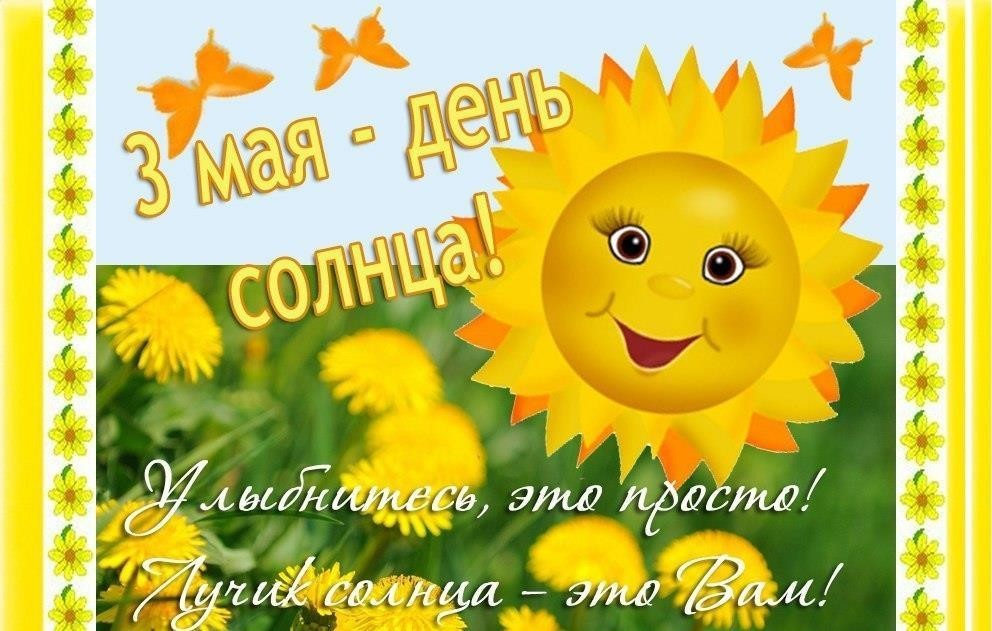 3 мая - день
солнца!
Улыбнитесь, это просто!
Лучик солнца – это Вам!